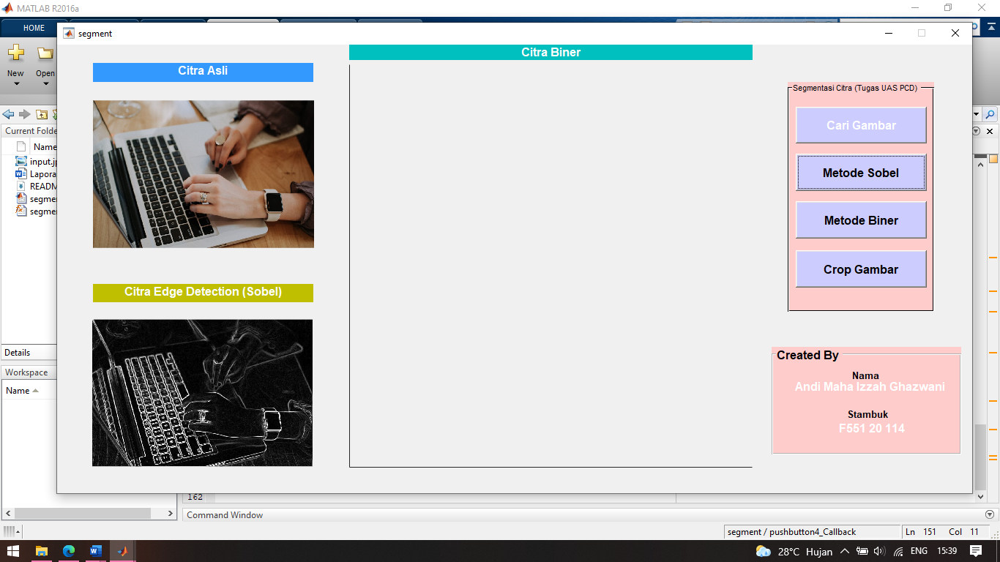 MATLAB R2016a
HOME
segment
New
Open
Current Folde
Name
input.jp
Lapora
READM
segme
segme
Details
Workspace
Name
Citra Asli
Citra Edge Detection (Sobel)
Citra Biner
Segmentasi Citra (Tugas UAS PCD)
Cari Gambar
Metode Sobel
Metode Biner
Crop Gambar
Created By
Nama
Andi Maha Izzah Ghazwani
Stambuk
F551 20 114
162
Command Window
segment / pushbutton4_Callback
Ln 151 Col 11
28°C Hujan
ENG
15:39